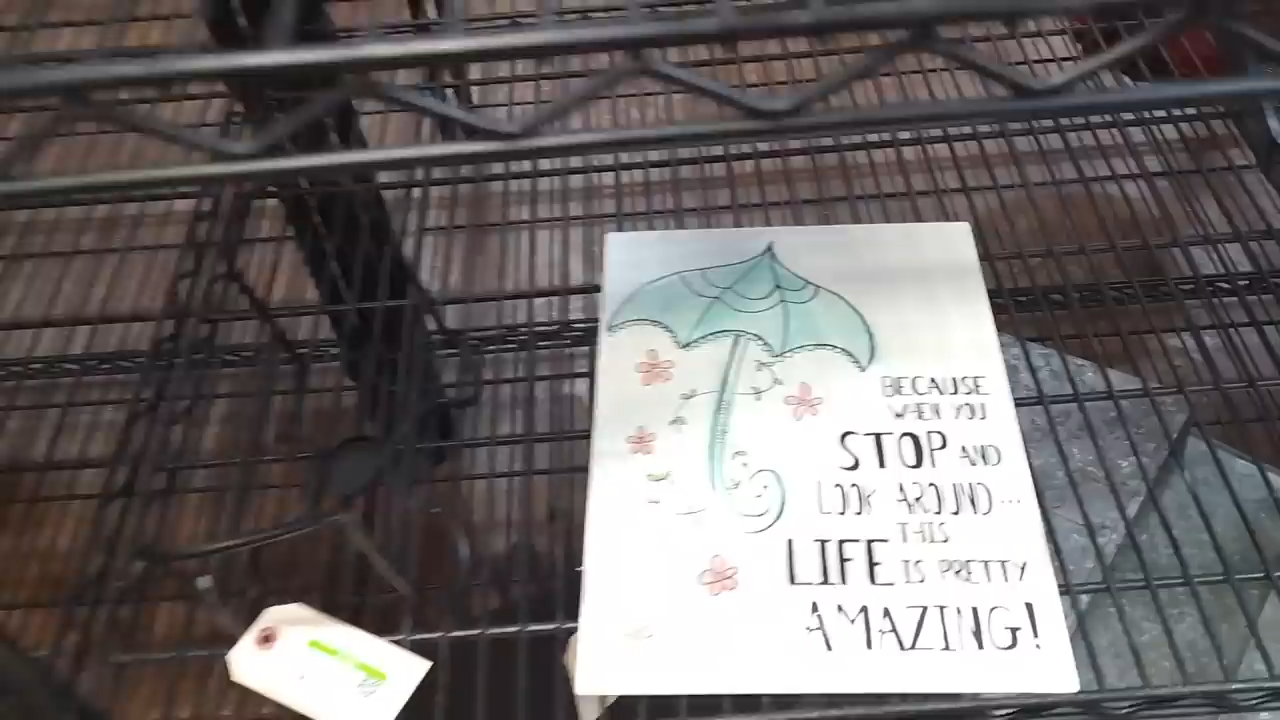 BECAUSE
WHEN YOU
STOP AND
LOOK AROUND...
THIS
LIFE IS PRETTY
AMAZING!